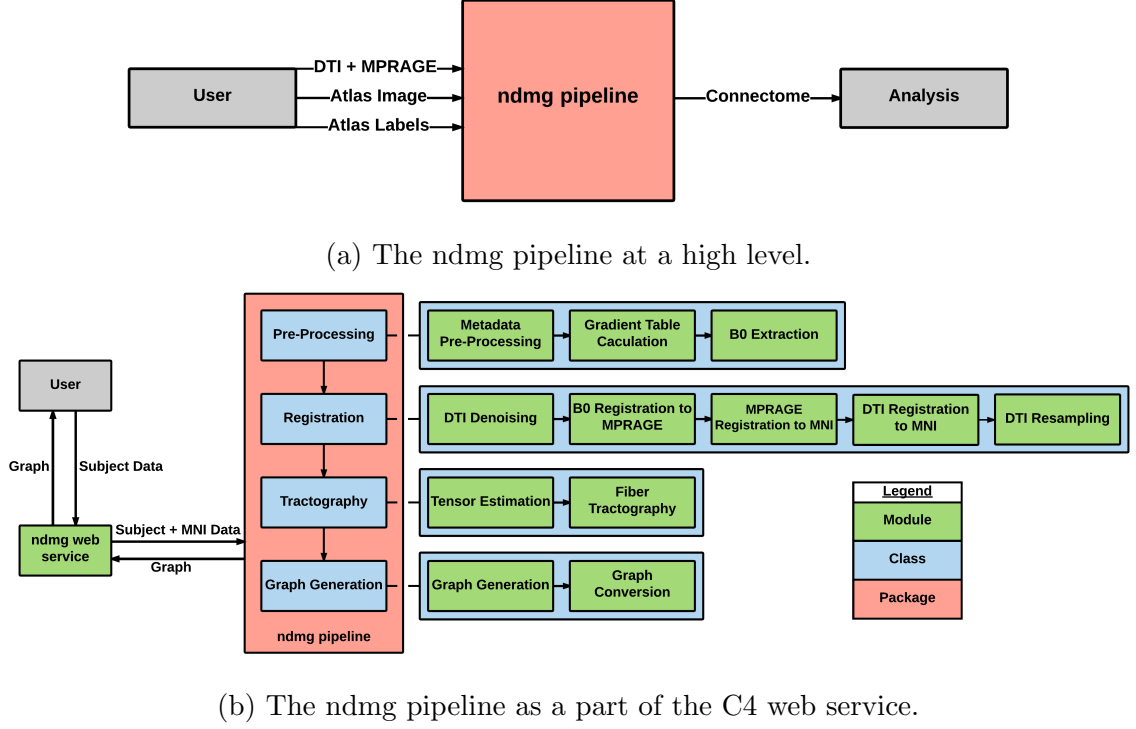 DTI + MPRAGE
User
Atlas Image
ndmg pipeline
Connectome
Analysis
Atlas Labels
(a) The ndmg pipeline at a high level.
Pre-Processing
Metadata
Pre-Processing
Gradient Table
Caculation
B0 Extraction
User
Registration
DTI Denoising
B0 Registration to
MPRAGE
MPRAGE
Registration to MNI
DTI Registration
to MNI
DTI Resampling
Graph
Subject Data
Tractography
Tensor Estimation
Fiber
Tractography
Legend
Module
Class
Package
ndmg web
service
Subject + MNI Data
Graph
Graph Generation
Graph Generation
Graph
Conversion
ndmg pipeline
(b) The ndmg pipeline as a part of the C4 web service.